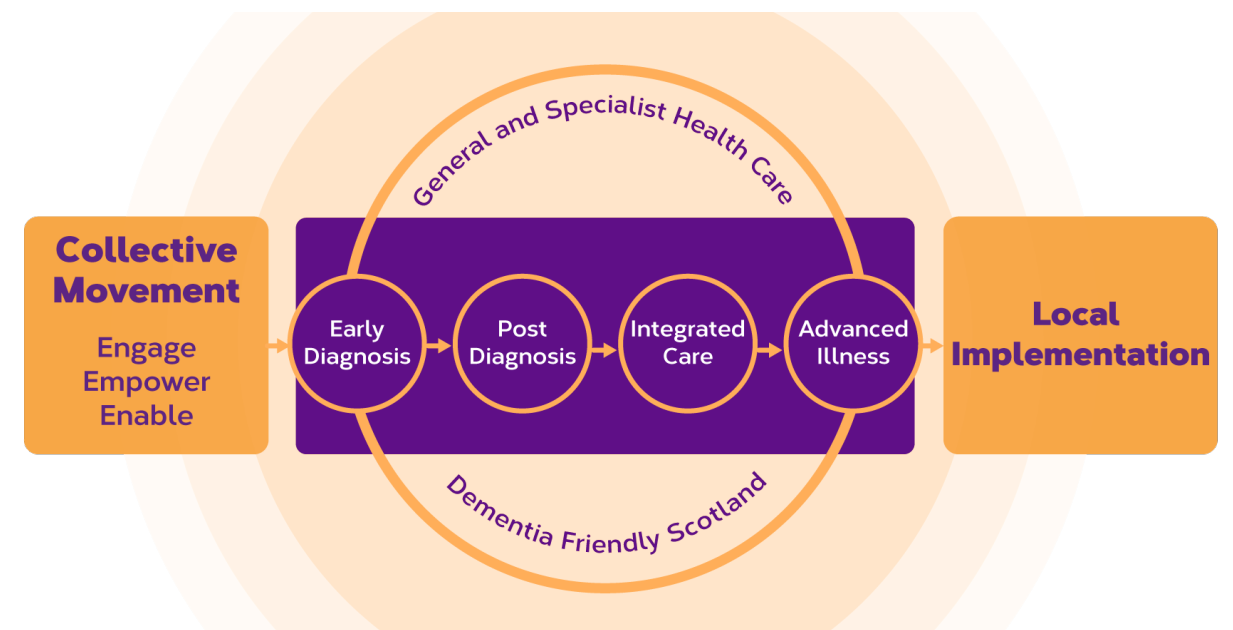 General and Specialist Health Care
Collective
Movement
Engage
Empower
Enable
Early
Diagnosis
Post
Diagnosis
Integrated
Care
Advanced
Illness
Local
Implementation
Dementia Friendly Scotland